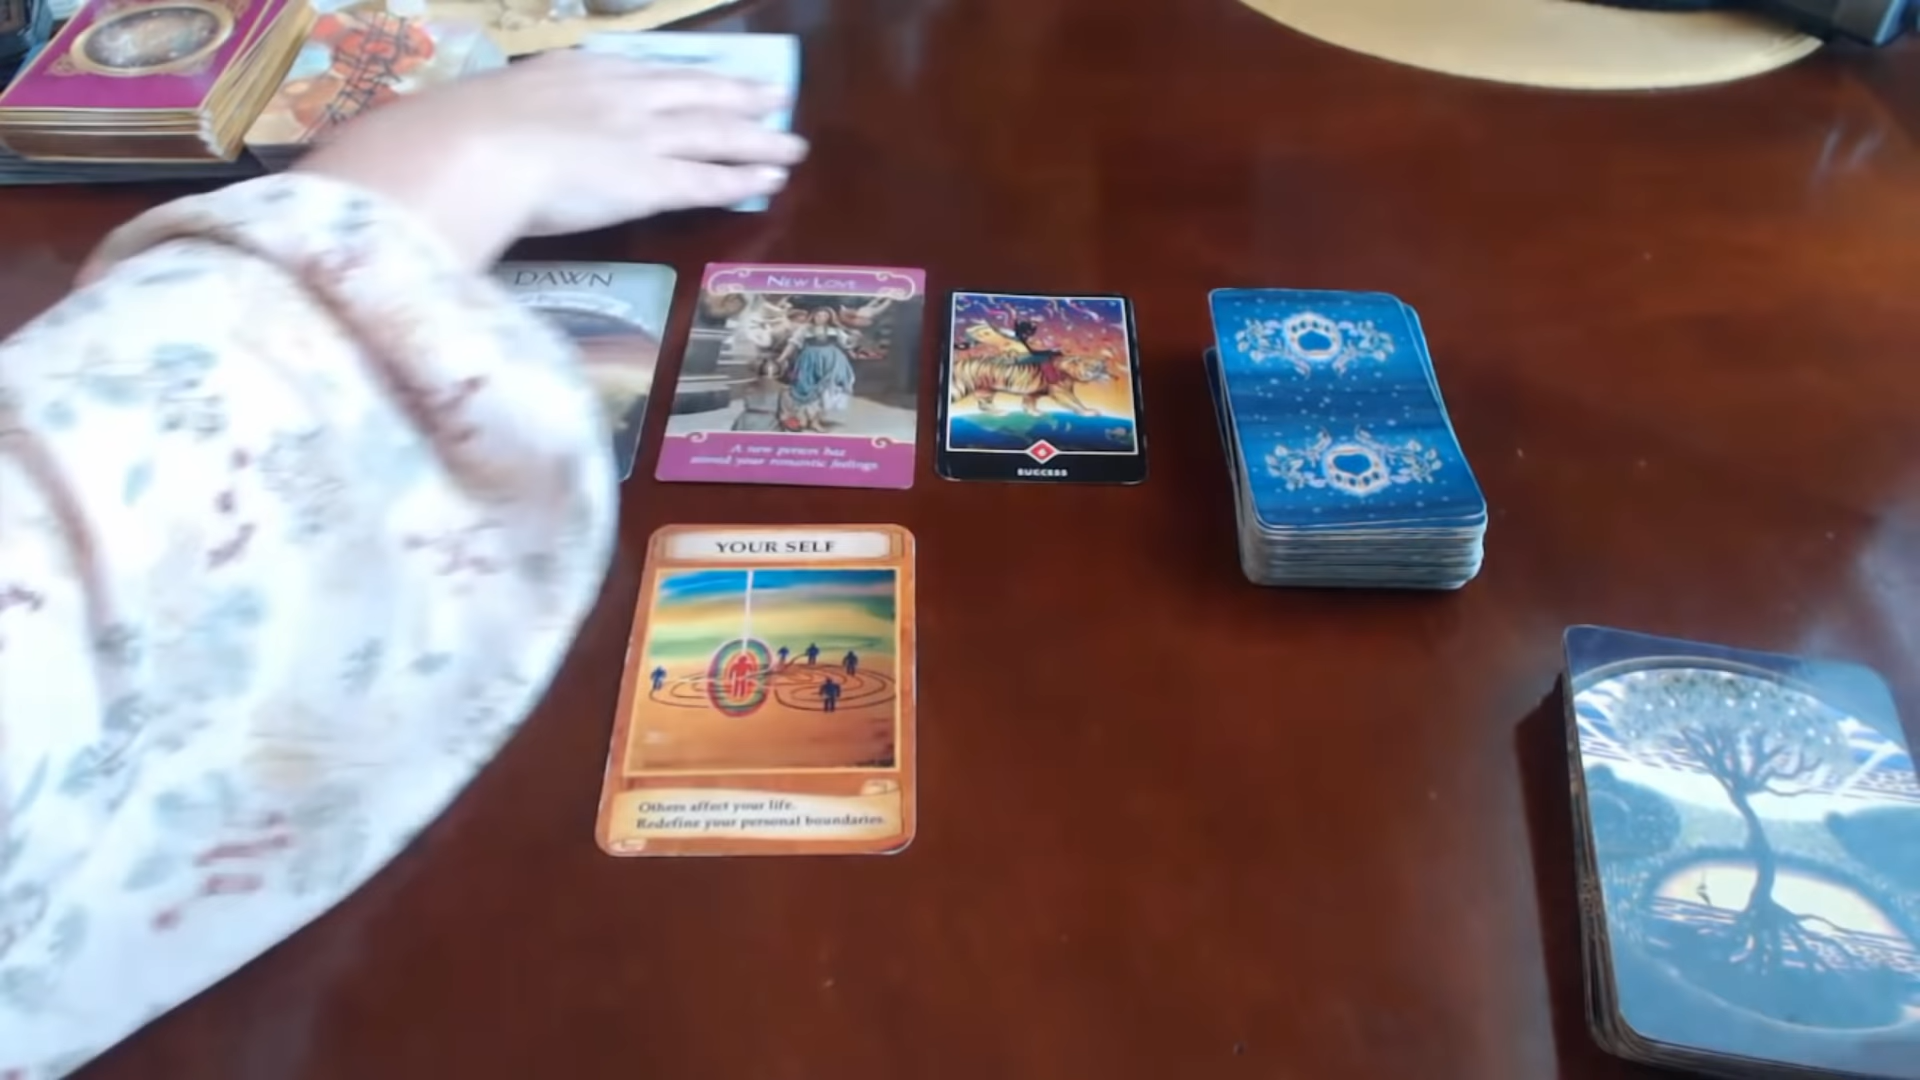 DAWN
New Love
A new person has
stirred your romantic feelings
SUCCESS
YOUR SELF
Others affect your life.
Redefine your personal boundaries.